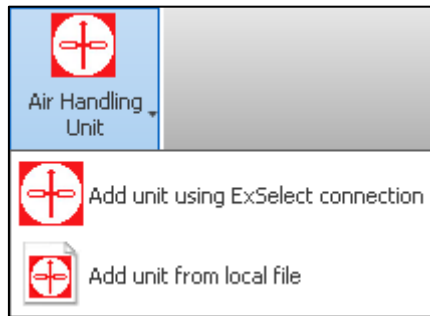 Air Handling
Unit
Add unit using ExSelect connection
Add unit from local file